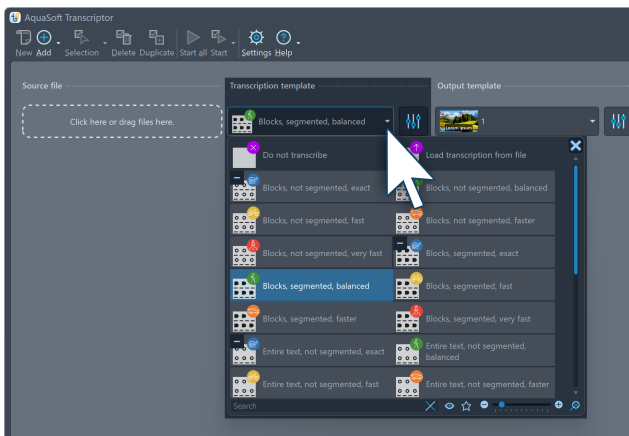 AquaSoft Transcriptor
New Add Selection Delete Duplicate Start all Start Settings Help
Source file Transcription template Output template
Click here or drag files here. Blocks, segmented, balanced Lorem Ipsum 1
Do not transcribe Load transcription from file
Blocks, not segmented, exact Blocks, not segmented, balanced
Blocks, not segmented, fast Blocks, not segmented, faster
Blocks, not segmented, very fast Blocks, segmented, exact
Blocks, segmented, balanced Blocks, segmented, fast
Blocks, segmented, faster Blocks, segmented, very fast
Entire text, not segmented, exact Entire text, not segmented, balanced
Entire text, not segmented, fast Entire text, not segmented, faster
Search